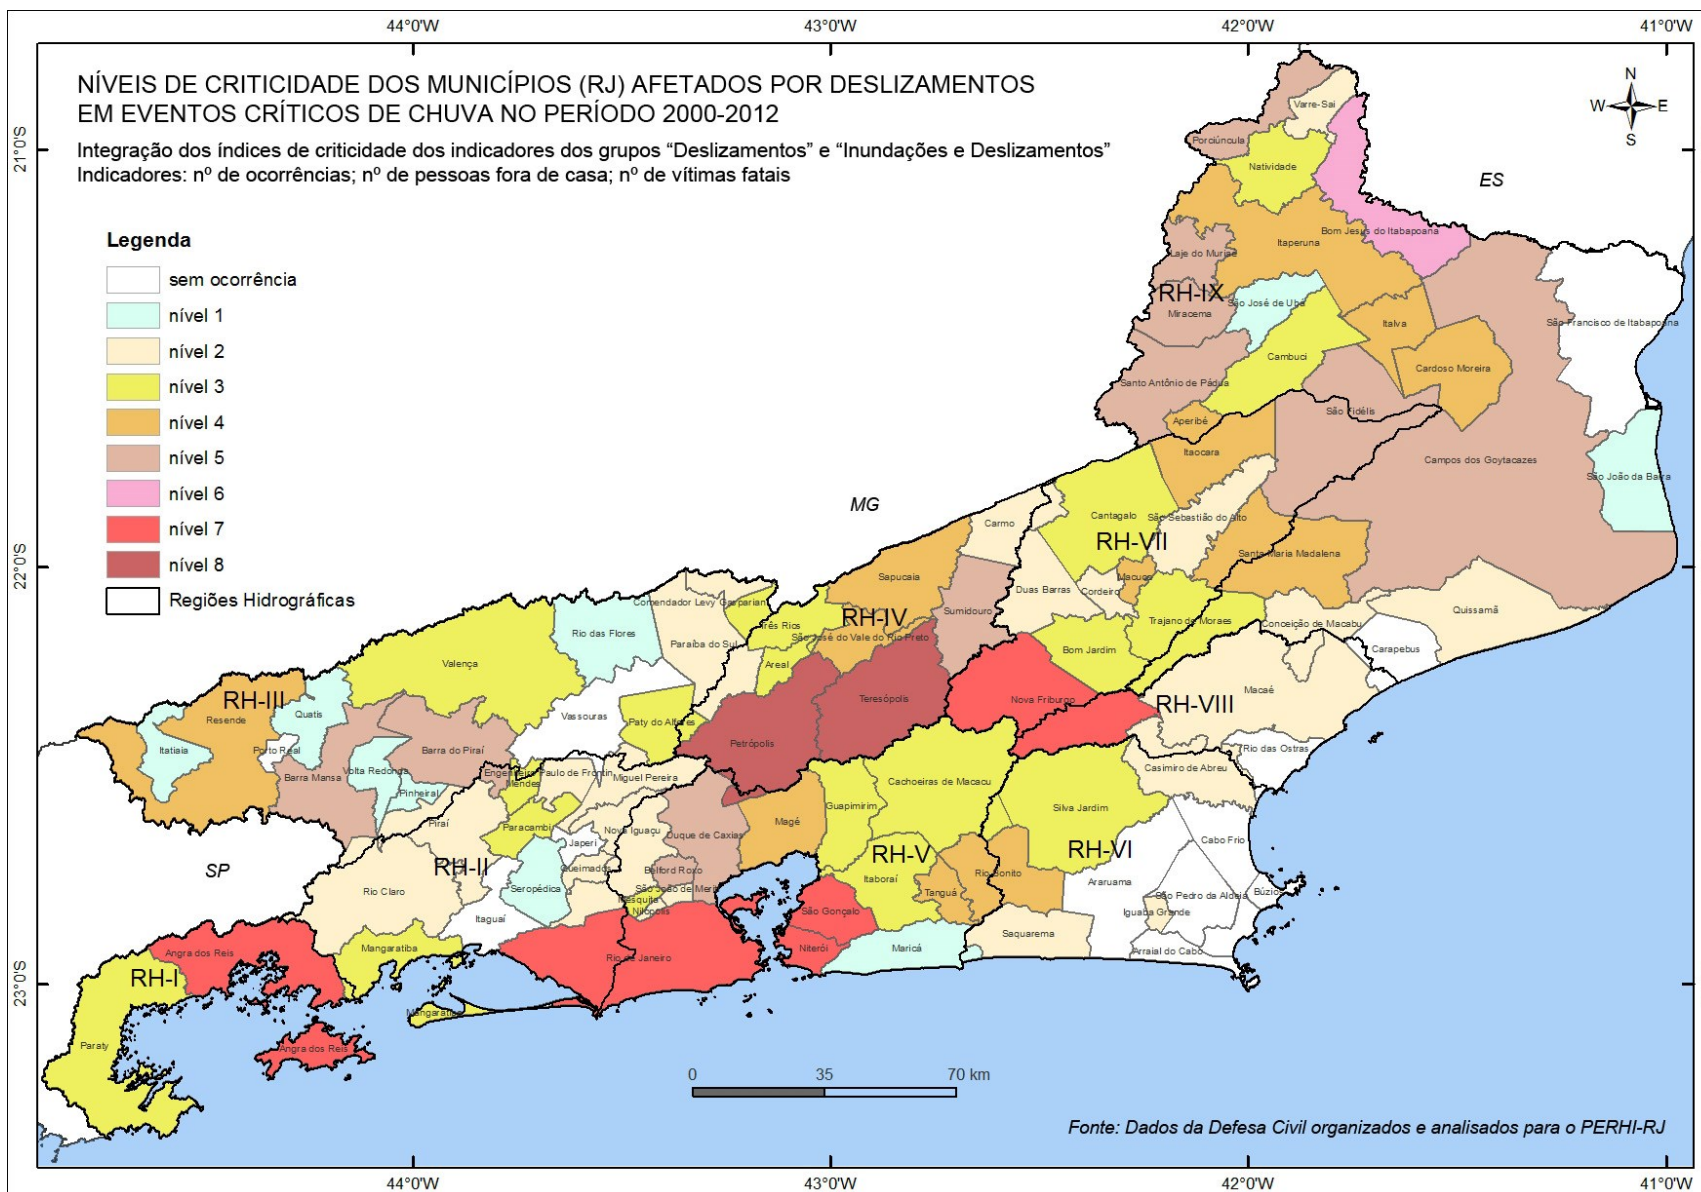 44°0'W 43°0'W 42°0'W 41°0'W
NÍVEIS DE CRITICIDADE DOS MUNICÍPIOS (RJ) AFETADOS POR DESLIZAMENTOS
EM EVENTOS CRÍTICOS DE CHUVA NO PERÍODO 2000-2012
Integração dos índices de criticidade dos indicadores dos grupos “Deslizamentos” e “Inundações e Deslizamentos”
Indicadores: nº de ocorrências; nº de pessoas fora de casa; nº de vítimas fatais
N
W E
S
21°0'S
22°0'S
23°0'S
Legenda
sem ocorrência
nível 1
nível 2
nível 3
nível 4
nível 5
nível 6
nível 7
nível 8
Regiões Hidrográficas
ES
MG
SP
Varre-Sai
Porciúncula
Natividade
Bom Jesus do Itabapoana
Itaperuna
Laje do Muriaé
RH-IX
São José de Ubá
Miracema
Italva
São Francisco de Itabapoana
Cambuci
Cardoso Moreira
Santo Antônio de Pádua
São Fidélis
Aperibé
Itaocara
Campos dos Goytacazes
São João da Barra
Carmo
Cantagalo
São Sebastião do Alto
RH-VII
Santa Maria Madalena
Sapucaia
Macuco
Duas Barras
Cordeiro
Comendador Levy Gasparian
Sumidouro
Quissamã
RH-IV
Três Rios
São José do Vale do Rio Preto
Trajano de Moraes
Conceição de Macabu
Rio das Flores
Paraíba do Sul
Bom Jardim
Carapebus
Valença
Areal
Macaé
RH-III
Teresópolis
Nova Friburgo
RH-VIII
Quatis
Resende
Vassouras
Paty do Alferes
Petrópolis
Itatiaia
Porto Real
Barra do Piraí
Rio das Ostras
Volta Redonda
Barra Mansa
Engenheiro Paulo de Frontin
Mendes
Miguel Pereira
Cachoeiras de Macacu
Casimiro de Abreu
Pinheiral
Guapimirim
Silva Jardim
Piraí
Paracambi
Nova Iguaçu
Duque de Caxias
Magé
Japeri
RH-V
RH-VI
Cabo Frio
RH-II
Queimados
Belford Roxo
Itaboraí
Rio Bonito
Araruama
Rio Claro
Seropédica
São João de Meriti
Tanguá
São Pedro da Aldeia
Búzios
Mesquita
Nilópolis
São Gonçalo
Iguaba Grande
Itaguaí
Saquarema
Mangaratiba
Niterói
Maricá
Arraial do Cabo
Angra dos Reis
Rio de Janeiro
RH-I
Mangaratiba
Paraty
Angra dos Reis
0 35 70 km
Fonte: Dados da Defesa Civil organizados e analisados para o PERHI-RJ
44°0'W 43°0'W 42°0'W 41°0'W